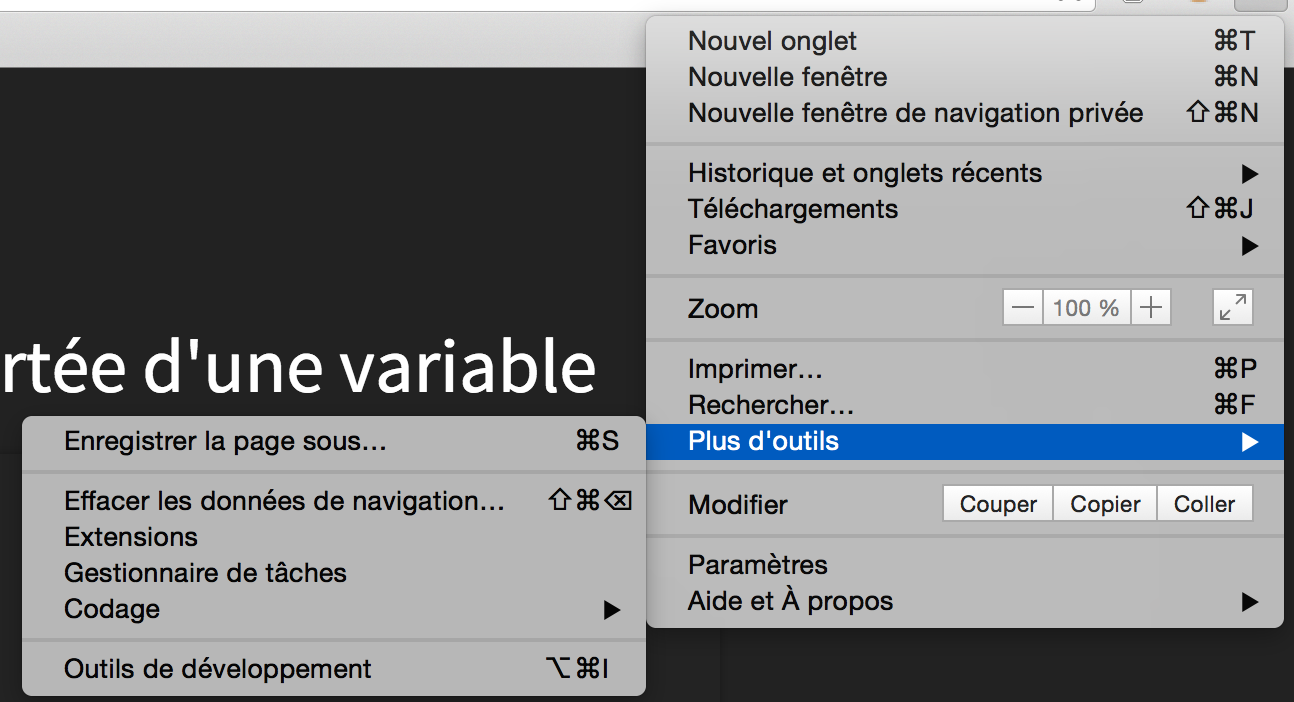 Nouvel onglet ⌘T
Nouvelle fenêtre ⌘N
Nouvelle fenêtre de navigation privée ⇧⌘N
Historique et onglets récents ▶
Téléchargements ⇧⌘J
Favoris ▶
Zoom — 100 % +
Imprimer… ⌘P
Rechercher… ⌘F
Plus d'outils ▶
Modifier Couper Copier Coller
Paramètres
Aide et À propos ▶
rtée d'une variable
Enregistrer la page sous… ⌘S
Effacer les données de navigation… ⇧⌘⌫
Extensions
Gestionnaire de tâches
Codage ▶
Outils de développement ⌥⌘I